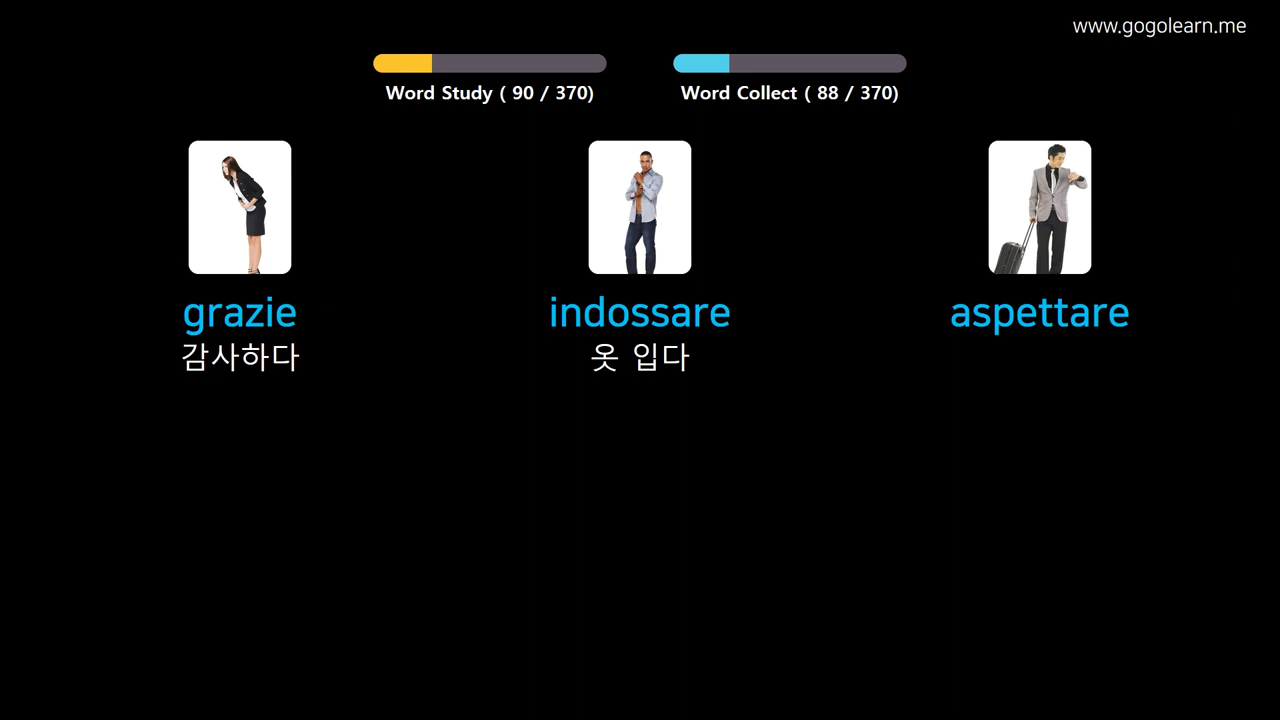 www.gogolearn.me
Word Study ( 90 / 370)
Word Collect ( 88 / 370)
grazie
감사하다
indossare
옷 입다
aspettare